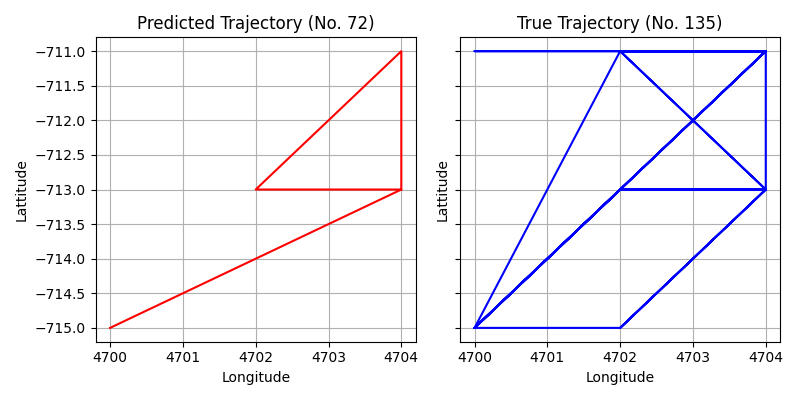 Predicted Trajectory (No. 72)
True Trajectory (No. 135)
Lattitude
−711.0
−711.5
−712.0
−712.5
−713.0
−713.5
−714.0
−714.5
−715.0
4700 4701 4702 4703 4704
Longitude
Lattitude
4700 4701 4702 4703 4704
Longitude